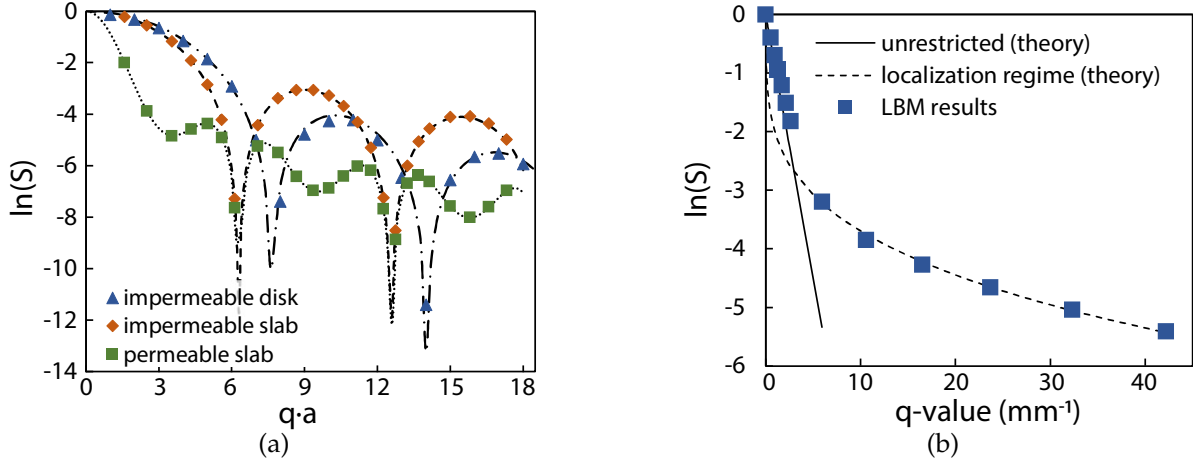 (a)
ln(S)
0
-2
-4
-6
-8
-10
-12
-14
impermeable disk
impermeable slab
permeable slab
0 3 6 9 12 15 18
q·a
(a)
(b)
ln(S)
0
-1
-2
-3
-4
-5
-6
unrestricted (theory)
localization regime (theory)
LBM results
0 10 20 30 40
q-value (mm⁻¹)
(b)